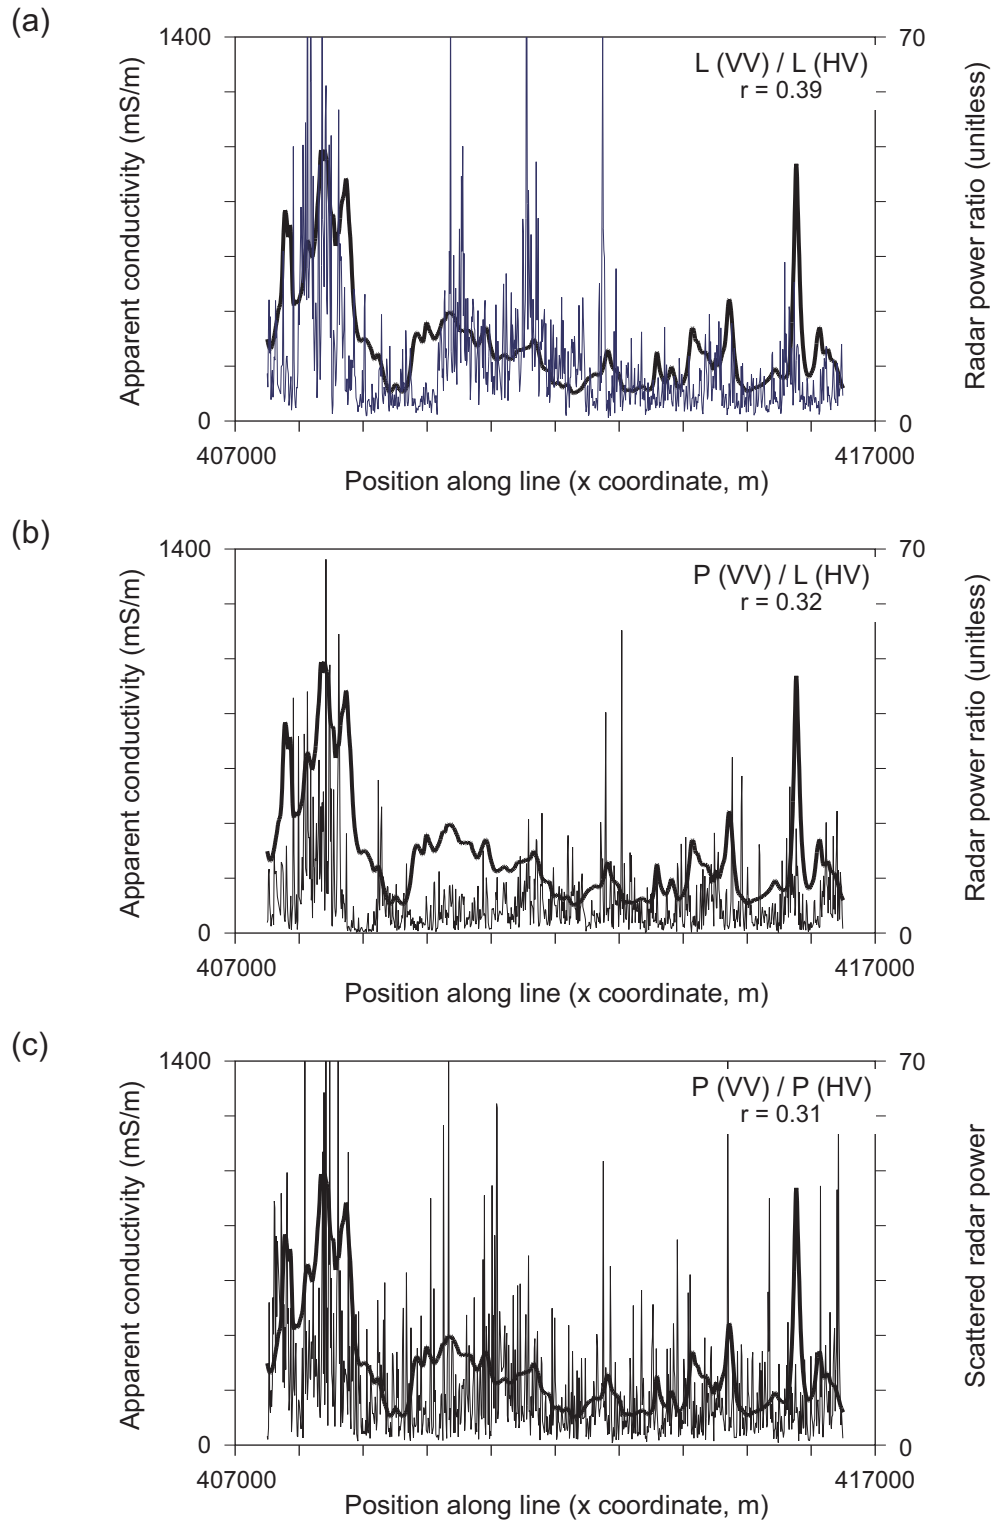 (a)
1400
70
L (VV) / L (HV)
r = 0.39
Apparent conductivity (mS/m)
Radar power ratio (unitless)
0
0
407000
417000
Position along line (x coordinate, m)
(b)
1400
70
P (VV) / L (HV)
r = 0.32
Apparent conductivity (mS/m)
Radar power ratio (unitless)
0
0
407000
417000
Position along line (x coordinate, m)
(c)
1400
70
P (VV) / P (HV)
r = 0.31
Apparent conductivity (mS/m)
Scattered radar power
0
0
407000
417000
Position along line (x coordinate, m)